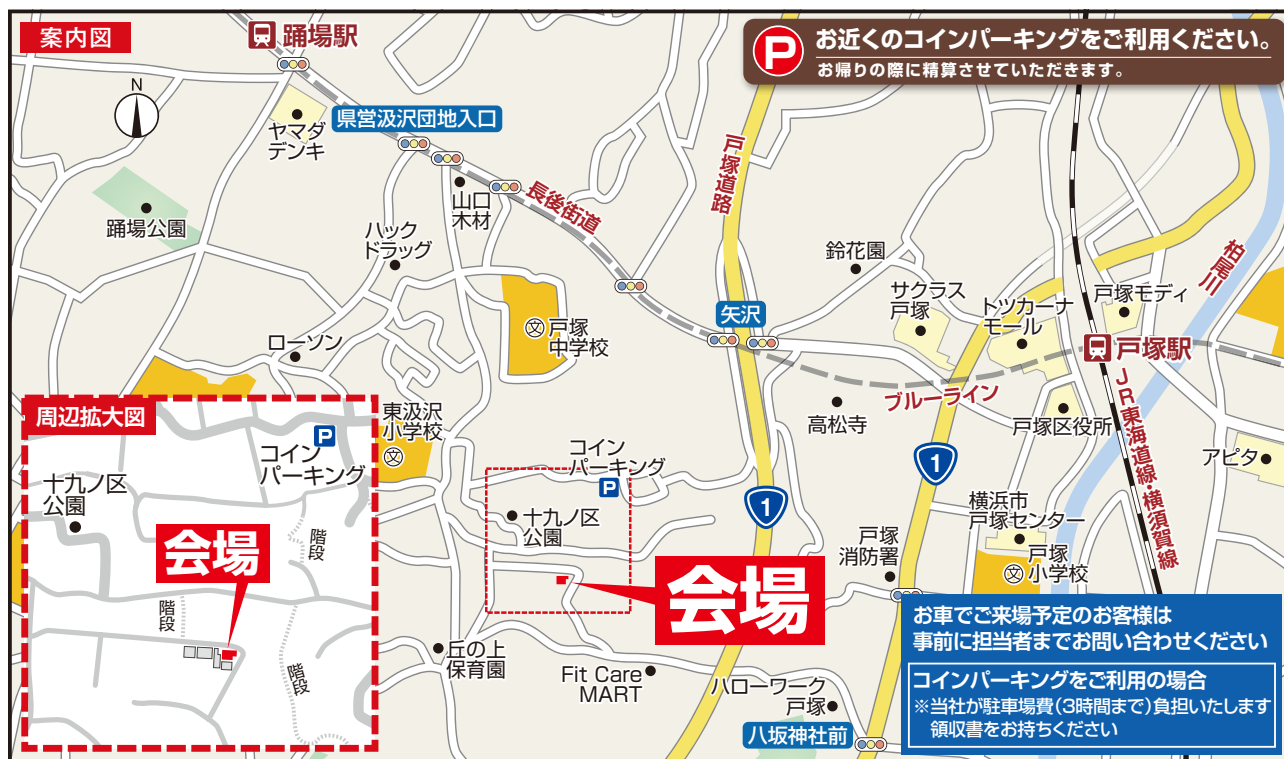 案内図
踊場駅
P
お近くのコインパーキングをご利用ください。
お帰りの際に精算させていただきます。
N
ヤマダ
デンキ
県営汲沢団地入口
戸塚道路
踊場公園
山口
木材
長後街道
ハック
ドラッグ
鈴花園
柏尾川
サクラス
戸塚
トツカーナ
モール
戸塚モディ
矢沢
戸塚駅
文
戸塚
中学校
ローソン
ブルーライン
JR東海道線・横須賀線
高松寺
戸塚区役所
アピタ
東汲沢
小学校
文
コイン
パーキング
P
1
1
横浜市
戸塚センター
十九ノ区
公園
戸塚
消防署
文
戸塚
小学校
会場
丘の上
保育園
Fit Care
MART
ハローワーク
戸塚
八坂神社前
周辺拡大図
P
コイン
パーキング
十九ノ区
公園
階段
会場
階段
階段
お車でご来場予定のお客様は
事前に担当者までお問い合わせください
コインパーキングをご利用の場合
※当社が駐車場費(3時間まで)負担いたします
領収書をお持ちください